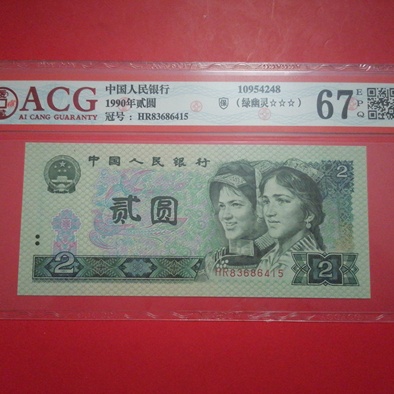 ACG
AI CANG GUARANTY
中国人民银行
1990年贰圆
冠号：HR83686415
10954248
（绿幽灵☆☆☆）
67 EPQ
中国人民银行
贰圆
2
HR83686415
2
2